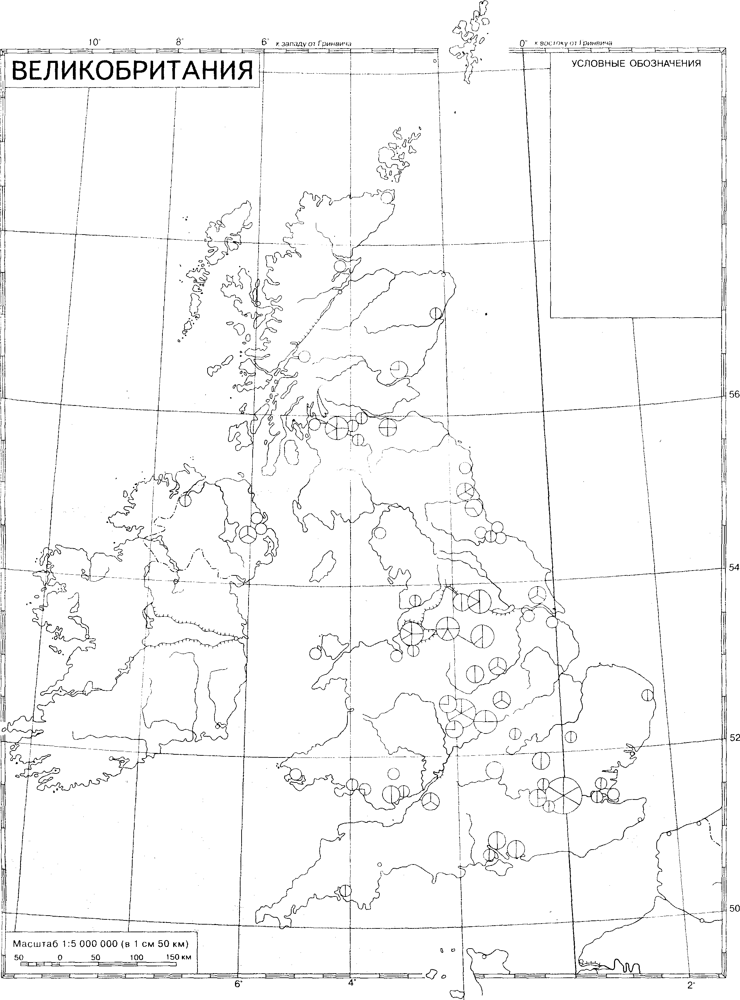 10° 8° 6° к западу от Гринвича 0° к востоку от Гринвича
ВЕЛИКОБРИТАНИЯ
УСЛОВНЫЕ ОБОЗНАЧЕНИЯ
56
54
52
50
Масштаб 1:5 000 000 (в 1 см 50 км)
50 0 50 100 150 км
6° 4° 2°